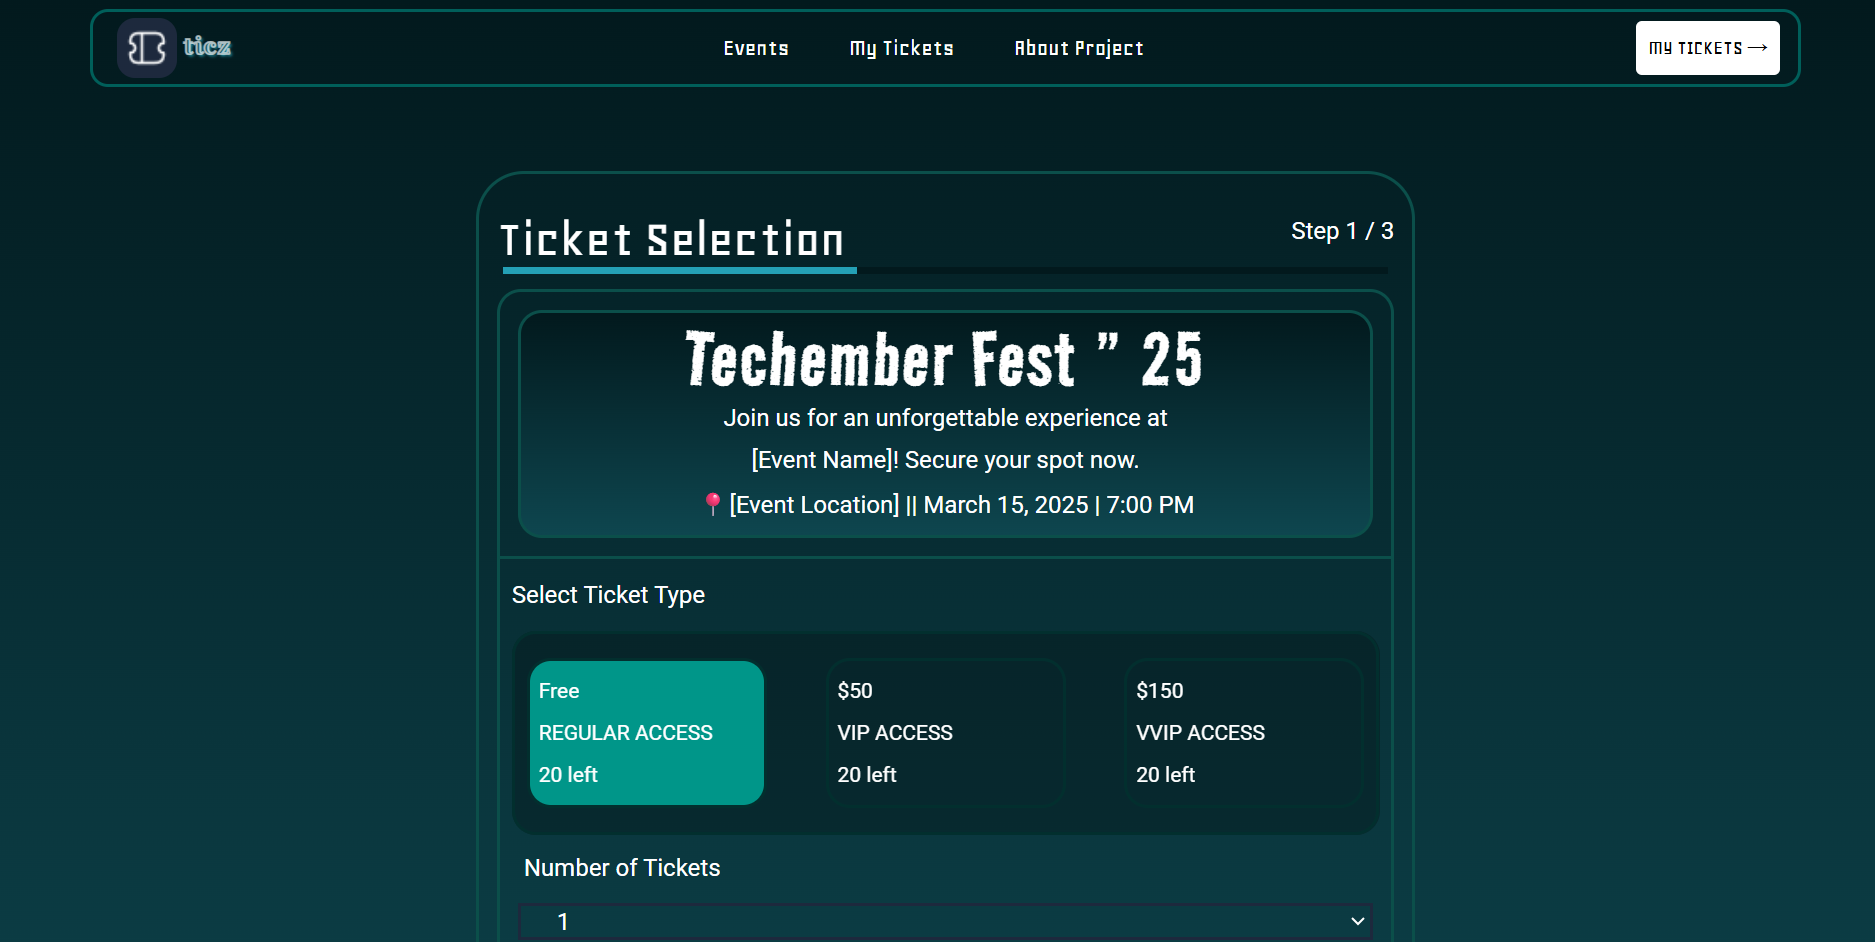 ticz
Events
My Tickets
About Project
MY TICKETS →
Ticket Selection
Step 1 / 3
Techember Fest ” 25
Join us for an unforgettable experience at
[Event Name]! Secure your spot now.
📍 [Event Location] || March 15, 2025 | 7:00 PM
Select Ticket Type
Free
REGULAR ACCESS
20 left
$50
VIP ACCESS
20 left
$150
VVIP ACCESS
20 left
Number of Tickets
1